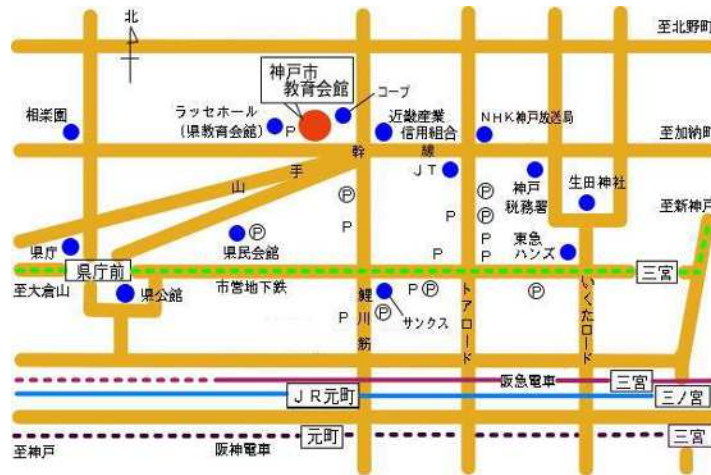 北
至北野町
神戸市
教育会館
コープ
相楽園
ラッセホール
(県教育会館)
P
近畿産業
信用組合
NHK神戸放送局
至加納町
山手幹線
JT
神戸
税務署
生田神社
至新神戸
P
P
P
P
P
P
P
P
県庁
P
県民会館
東急
ハンズ
県庁前
三宮
至大倉山
県公館
市営地下鉄
鯉川筋
P
P
P
P
P
サンクス
トアロード
いくたロード
阪急電車
三宮
JR元町
三ノ宮
元町
三宮
至神戸
阪神電車